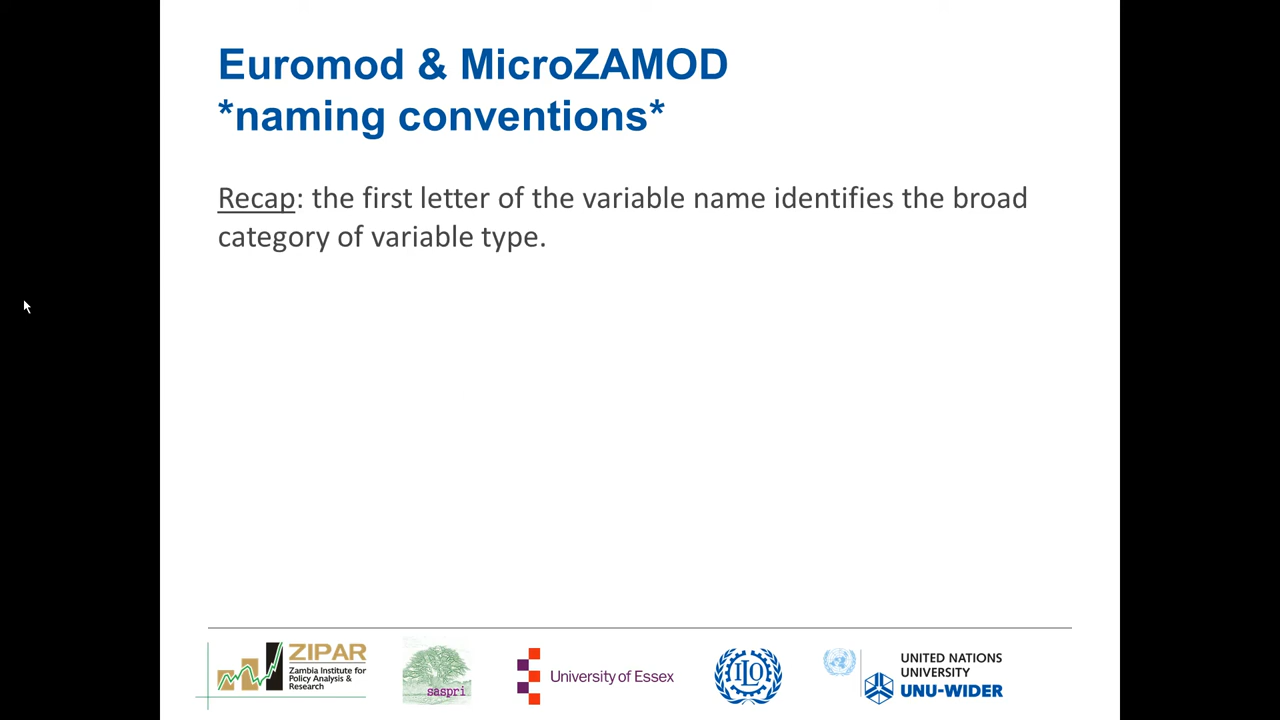 Euromod & MicroZAMOD
*naming conventions*
Recap: the first letter of the variable name identifies the broad
category of variable type.
ZIPAR
Zambia Institute for
Policy Analysis &
Research
saspri
University of Essex
ILO
UNITED NATIONS
UNIVERSITY
UNU-WIDER